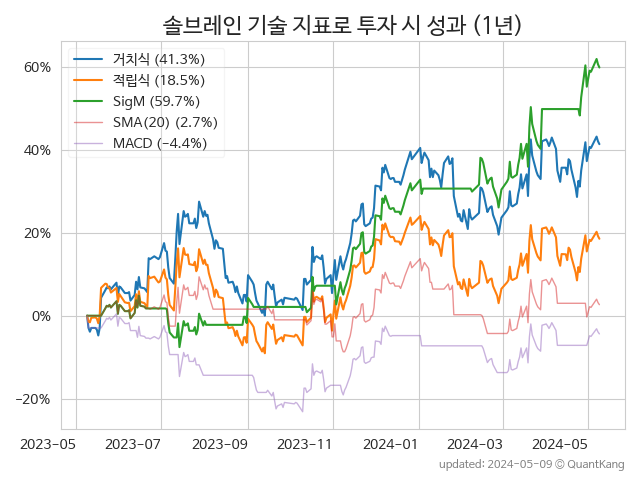 솔브레인 기술 지표로 투자 시 성과 (1년)
거치식 (41.3%)
적립식 (18.5%)
SigM (59.7%)
SMA(20) (2.7%)
MACD (−4.4%)
60%
40%
20%
0%
−20%
2023-05 2023-07 2023-09 2023-11 2024-01 2024-03 2024-05
updated: 2024-05-09 © QuantKang